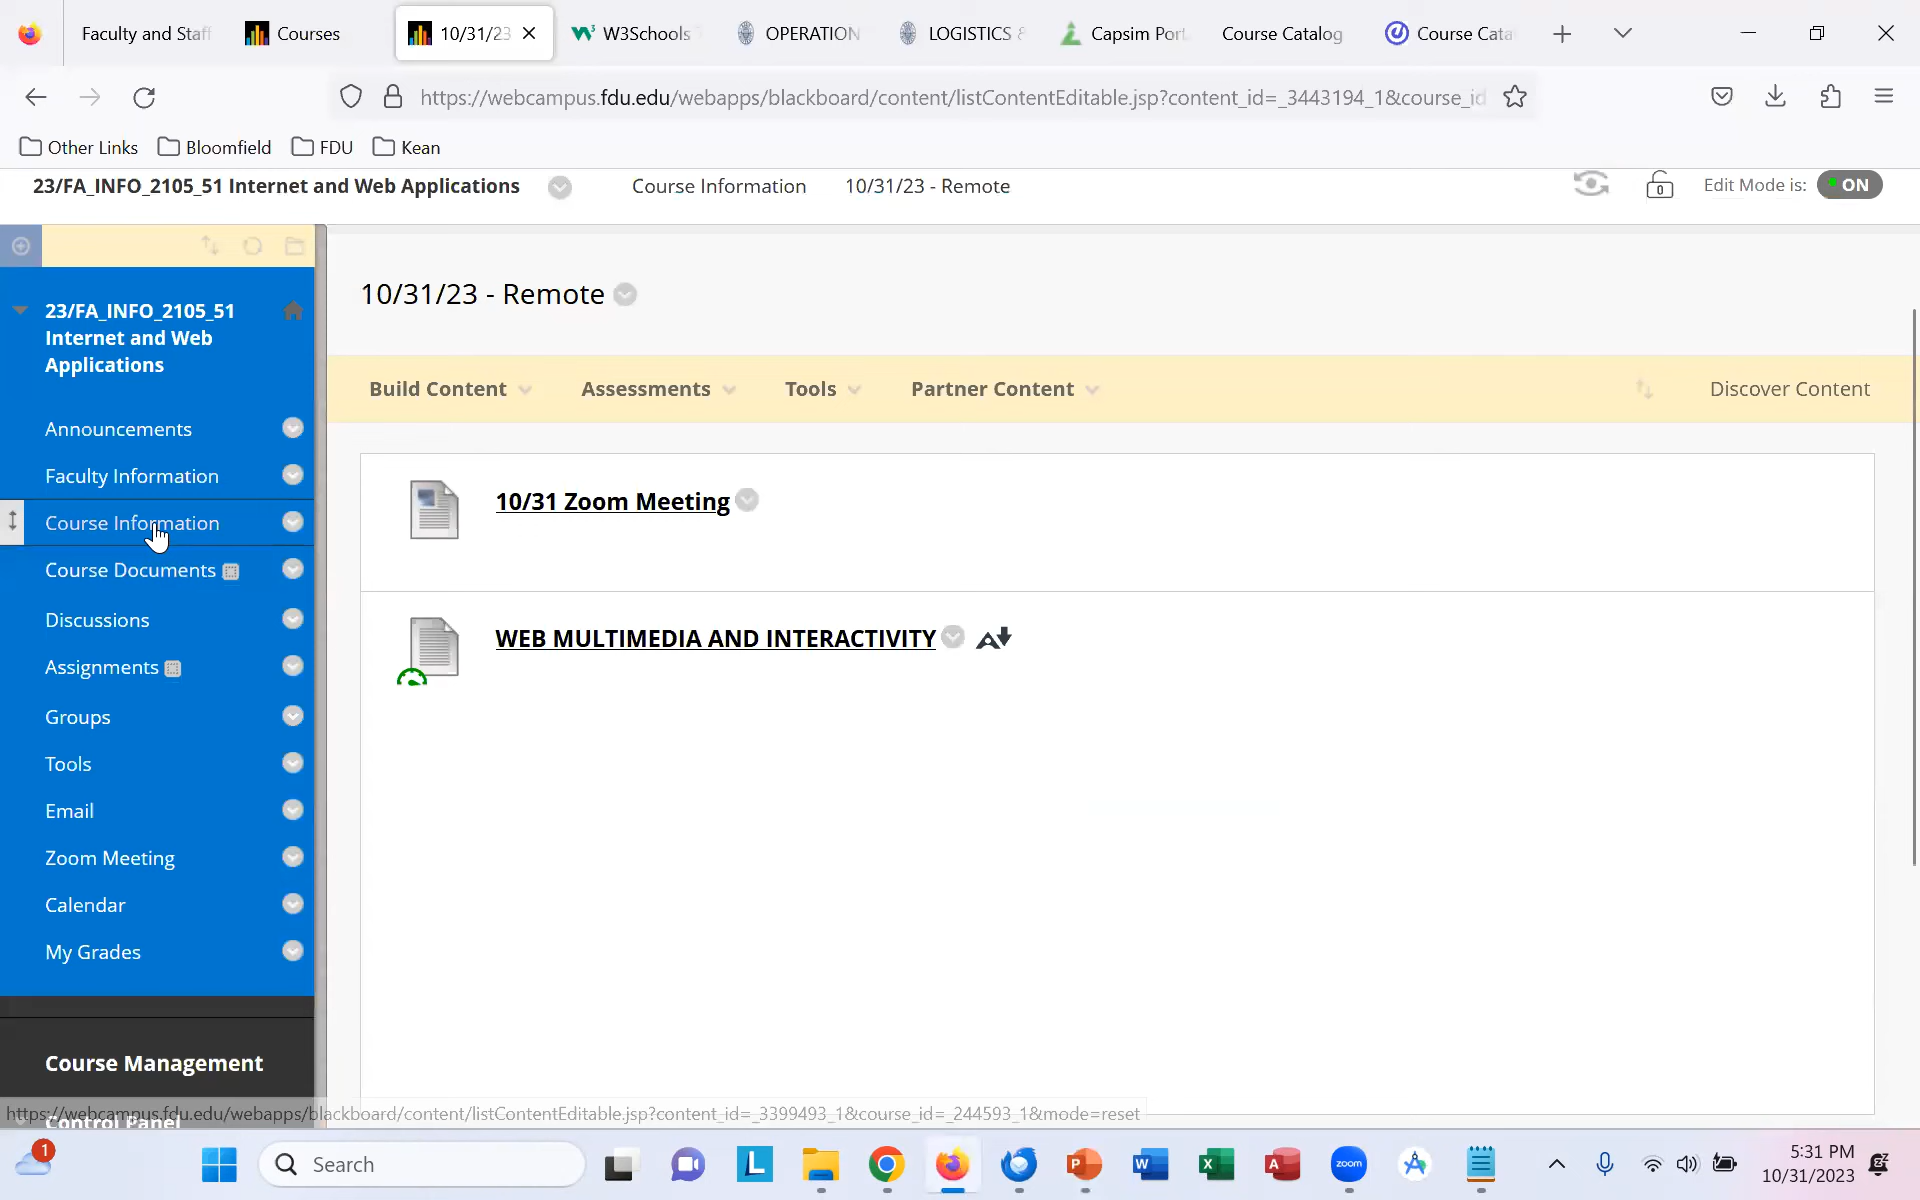 Faculty and Staff
Courses
10/31/23
W3Schools
OPERATION
LOGISTICS &
Capsim Port
Course Catalog
Course Cata
https://webcampus.fdu.edu/webapps/blackboard/content/listContentEditable.jsp?content_id=_3443194_1&course_id
Other Links
Bloomfield
FDU
Kean
23/FA_INFO_2105_51 Internet and Web Applications
Course Information
10/31/23 - Remote
0
Edit Mode is:
ON
23/FA_INFO_2105_51
Internet and Web
Applications
Announcements
Faculty Information
Course Information
Course Documents
Discussions
Assignments
Groups
Tools
Email
Zoom Meeting
Calendar
My Grades
Course Management
Control Panel
10/31/23 - Remote
Build Content
Assessments
Tools
Partner Content
Discover Content
10/31 Zoom Meeting
WEB MULTIMEDIA AND INTERACTIVITY
https://webcampus.fdu.edu/webapps/blackboard/content/listContentEditable.jsp?content_id=_3399493_1&course_id=_244593_1&mode=reset
1
Search
L
P
W
X
A
zoom
5:31 PM
10/31/2023